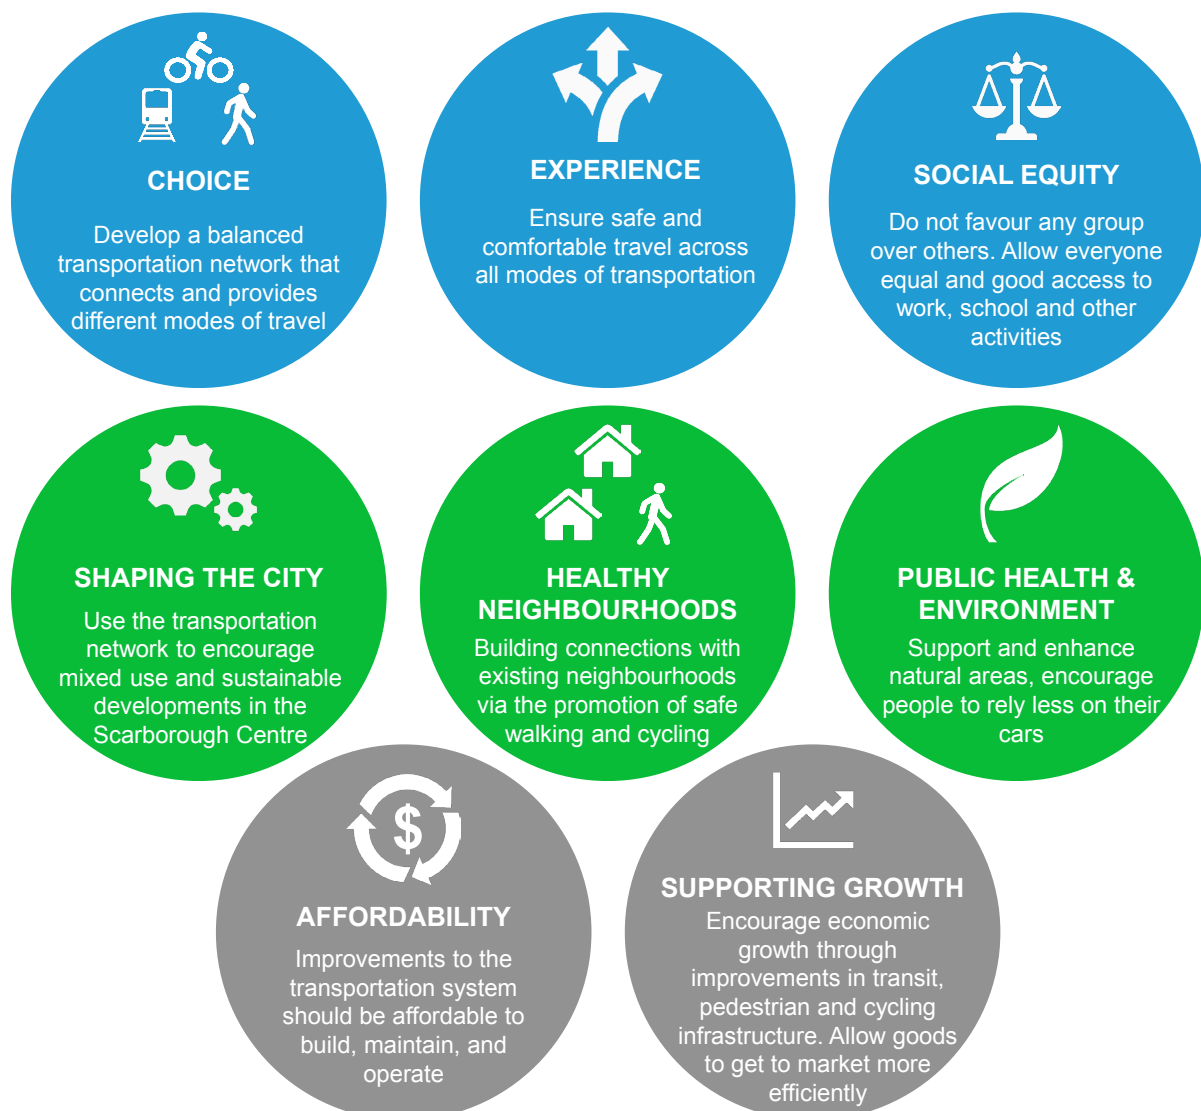 CHOICE
Develop a balanced
transportation network that
connects and provides
different modes of travel
EXPERIENCE
Ensure safe and
comfortable travel across
all modes of transportation
SOCIAL EQUITY
Do not favour any group
over others. Allow everyone
equal and good access to
work, school and other
activities
SHAPING THE CITY
Use the transportation
network to encourage
mixed use and sustainable
developments in the
Scarborough Centre
HEALTHY
NEIGHBOURHOODS
Building connections with
existing neighbourhoods
via the promotion of safe
walking and cycling
PUBLIC HEALTH &
ENVIRONMENT
Support and enhance
natural areas, encourage
people to rely less on their
cars
$
AFFORDABILITY
Improvements to the
transportation system
should be affordable to
build, maintain, and
operate
SUPPORTING GROWTH
Encourage economic
growth through
improvements in transit,
pedestrian and cycling
infrastructure. Allow goods
to get to market more
efficiently